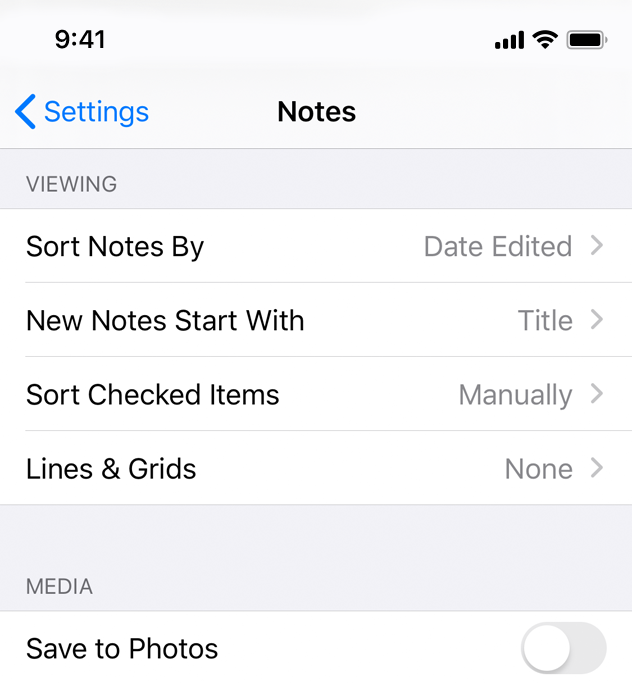 9:41
Settings Notes
VIEWING
Sort Notes By Date Edited
New Notes Start With Title
Sort Checked Items Manually
Lines & Grids None
MEDIA
Save to Photos